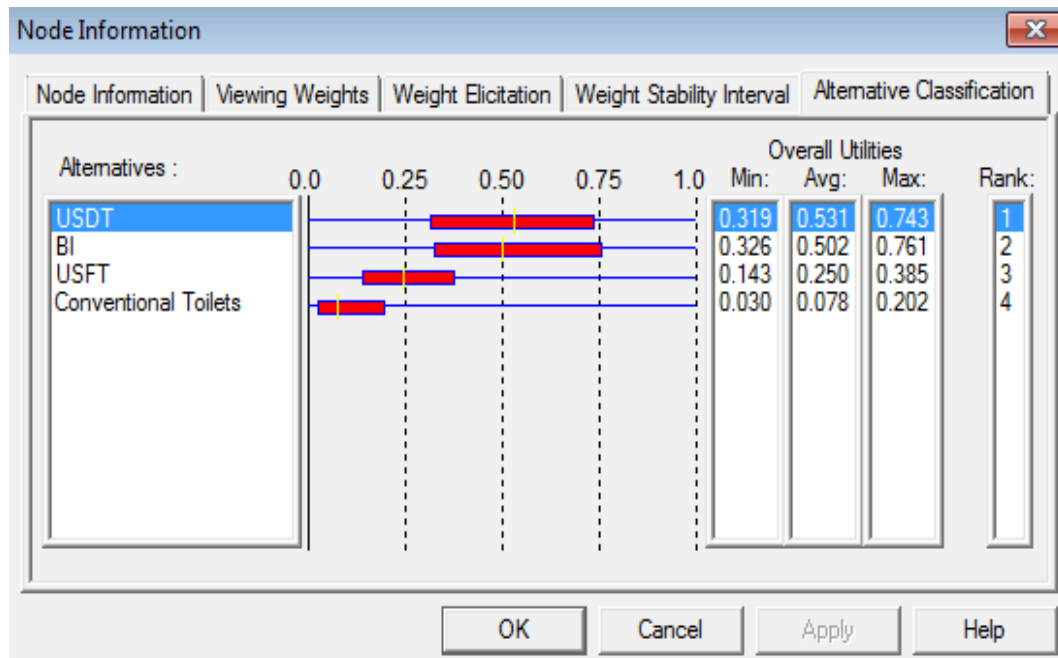 Node Information
Node Information Viewing Weights Weight Elicitation Weight Stability Interval Alternative Classification
Overall Utilities
Alternatives : 0.0 0.25 0.50 0.75 1.0 Min: Avg: Max: Rank:
USDT 0.319 0.531 0.743 1
BI 0.326 0.502 0.761 2
USFT 0.143 0.250 0.385 3
Conventional Toilets 0.030 0.078 0.202 4
OK Cancel Apply Help